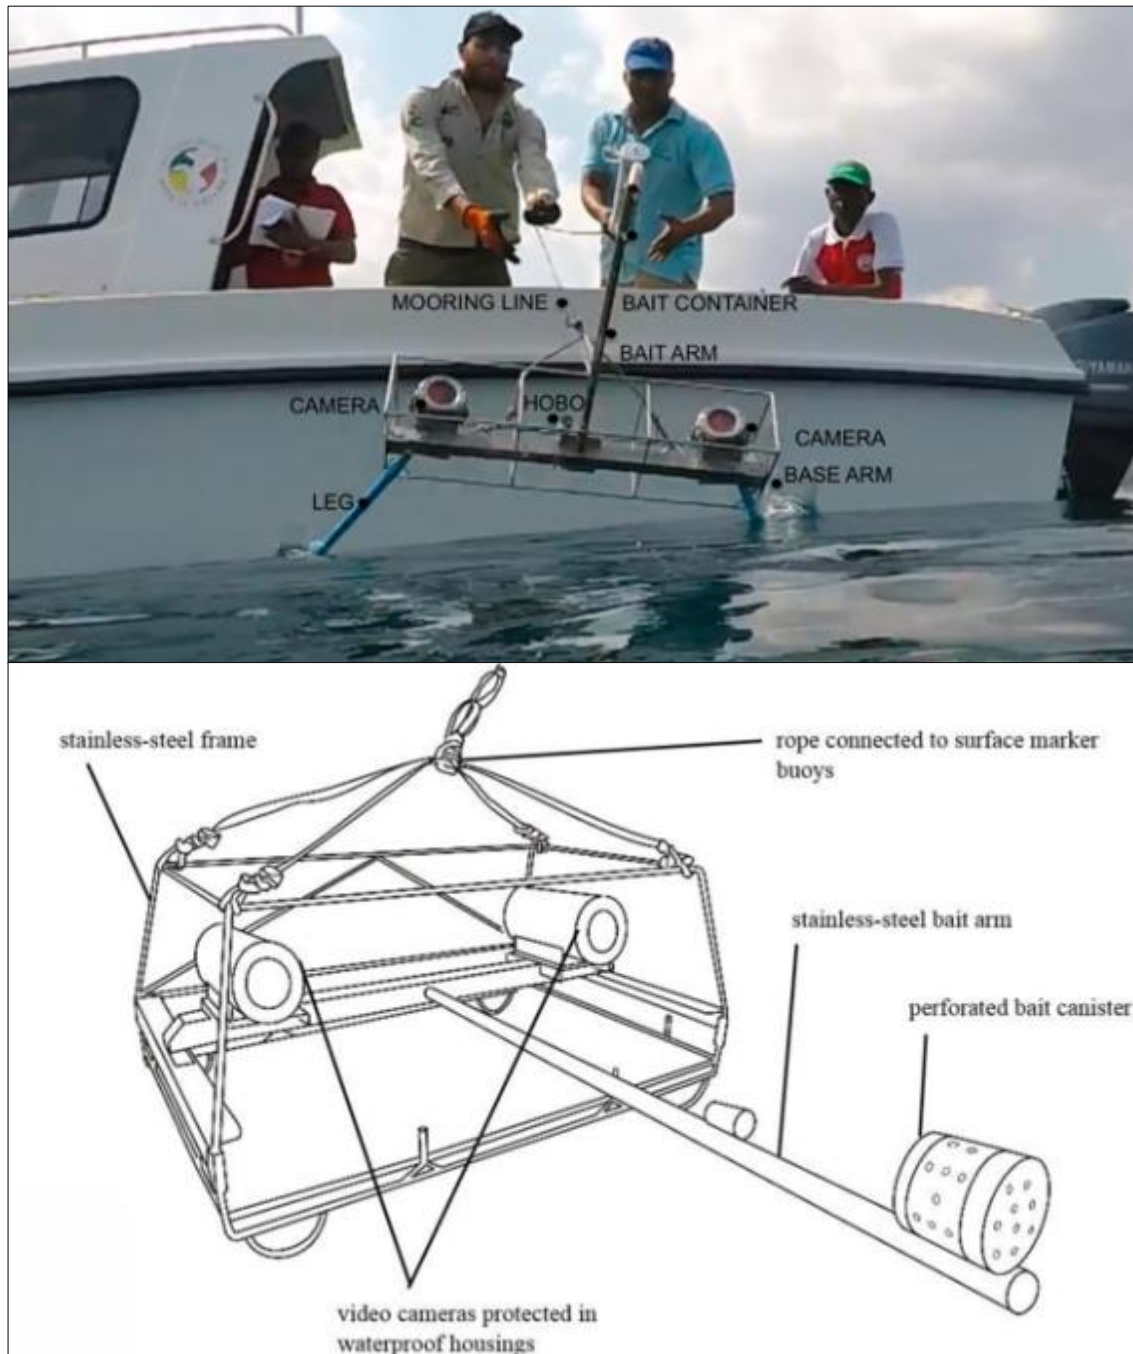 MOORING LINE
BAIT CONTAINER
BAIT ARM
CAMERA
HOBO
CAMERA
BASE ARM
LEG
YAMAH
stainless-steel frame
rope connected to surface marker
buoys
stainless-steel bait arm
perforated bait canister
video cameras protected in
waterproof housings